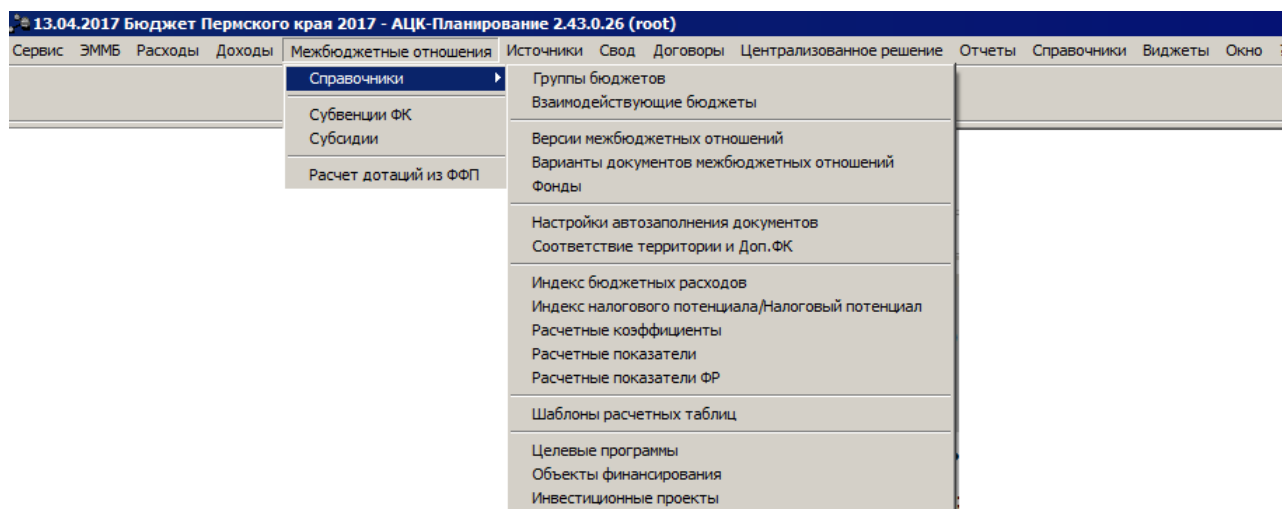 13.04.2017 Бюджет Пермского края 2017 - АЦК-Планирование 2.43.0.26 (root)
Сервис ЭММБ Расходы Доходы Межбюджетные отношения Источники Свод Договоры Централизованное решение Отчеты Справочники Виджеты Окно
Справочники
Субвенции ФК
Субсидии
Расчет дотаций из ФФП
Группы бюджетов
Взаимодействующие бюджеты
Версии межбюджетных отношений
Варианты документов межбюджетных отношений
Фонды
Настройки автозаполнения документов
Соответствие территории и Доп.ФК
Индекс бюджетных расходов
Индекс налогового потенциала/Налоговый потенциал
Расчетные коэффициенты
Расчетные показатели
Расчетные показатели ФР
Шаблоны расчетных таблиц
Целевые программы
Объекты финансирования
Инвестиционные проекты